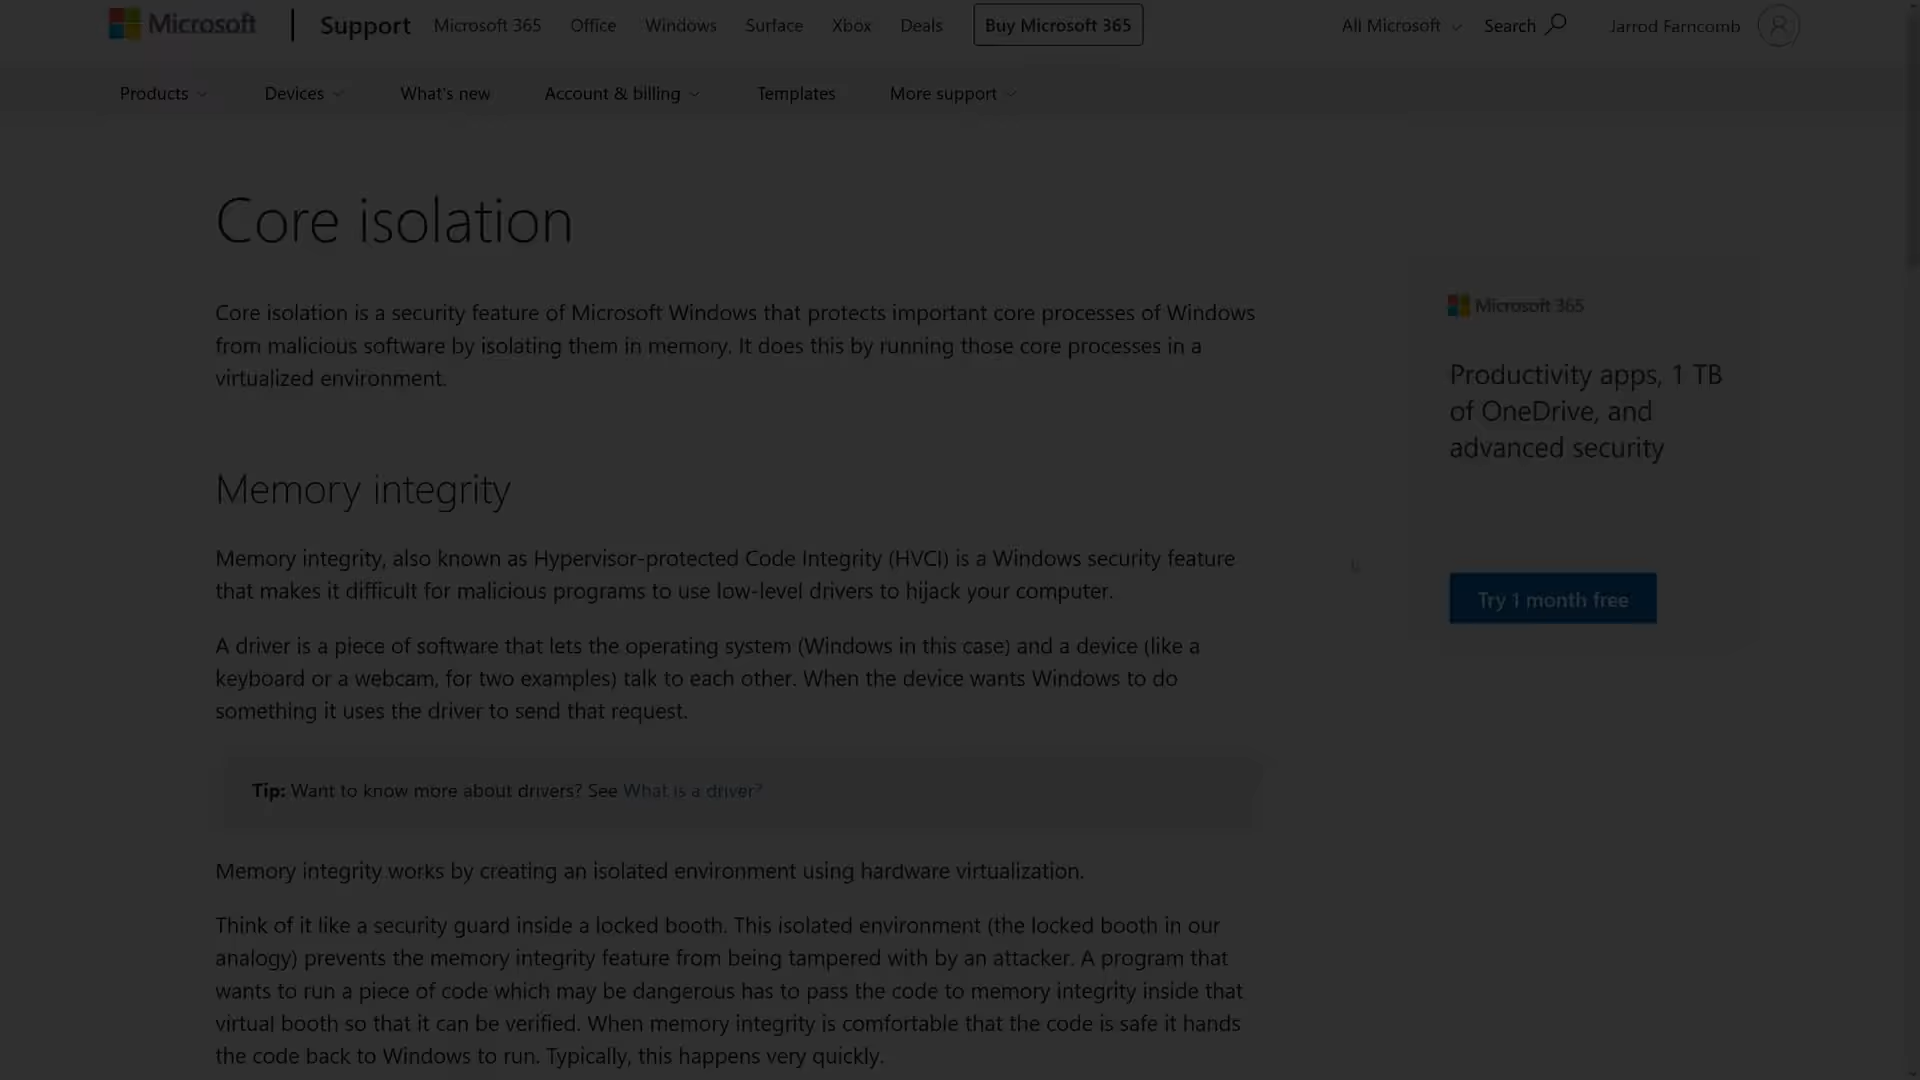 Microsoft | Support Microsoft 365 Office Windows Surface Xbox Deals Buy Microsoft 365 All Microsoft Search Jarrod Farncomb
Products Devices What's new Account & billing Templates More support
Core isolation
Core isolation is a security feature of Microsoft Windows that protects important core processes of Windows
from malicious software by isolating them in memory. It does this by running those core processes in a
virtualized environment.
Memory integrity
Memory integrity, also known as Hypervisor-protected Code Integrity (HVCI) is a Windows security feature
that makes it difficult for malicious programs to use low-level drivers to hijack your computer.
A driver is a piece of software that lets the operating system (Windows in this case) and a device (like a
keyboard or a webcam, for two examples) talk to each other. When the device wants Windows to do
something it uses the driver to send that request.
Tip: Want to know more about drivers? See What is a driver?
Memory integrity works by creating an isolated environment using hardware virtualization.
Think of it like a security guard inside a locked booth. This isolated environment (the locked booth in our
analogy) prevents the memory integrity feature from being tampered with by an attacker. A program that
wants to run a piece of code which may be dangerous has to pass the code to memory integrity inside that
virtual booth so that it can be verified. When memory integrity is comfortable that the code is safe it hands
the code back to Windows to run. Typically, this happens very quickly.
Microsoft 365
Productivity apps, 1 TB
of OneDrive, and
advanced security
Try 1 month free